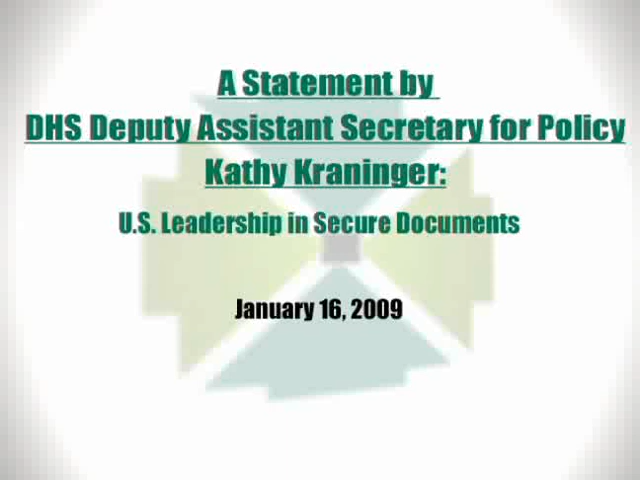 A Statement by
DHS Deputy Assistant Secretary for Policy
Kathy Kraninger:
U.S. Leadership in Secure Documents
January 16, 2009